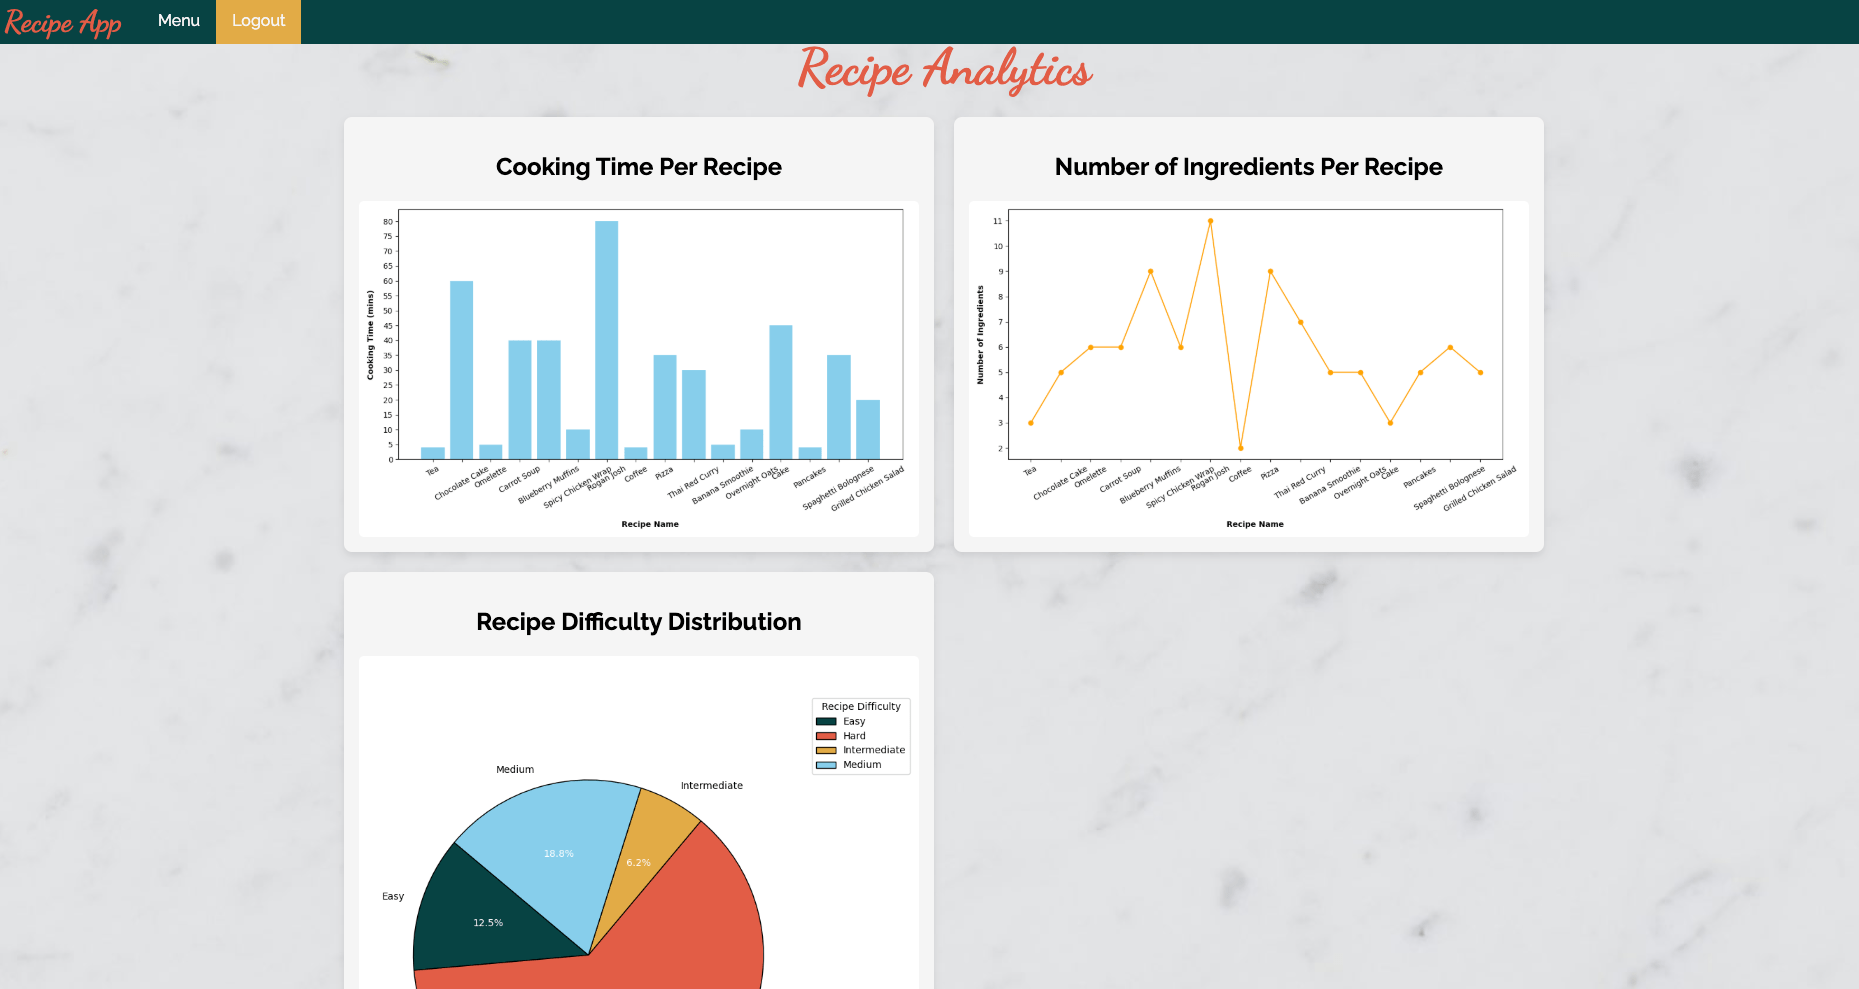 Recipe App Menu Logout
Recipe Analytics
Cooking Time Per Recipe
80
75
70
65
60
55
50
45
40
35
30
25
20
15
10
5
0
Cooking Time (mins)
Tea
Chocolate Cake
Omelette
Carrot Soup
Blueberry Muffins
Spicy Chicken Wrap
Rogan Josh
Coffee
Pizza
Thai Red Curry
Banana Smoothie
Overnight Oats
Cake
Pancakes
Spaghetti Bolognese
Grilled Chicken Salad
Recipe Name
Number of Ingredients Per Recipe
11
10
9
8
7
6
5
4
3
2
Number of Ingredients
Tea
Chocolate Cake
Omelette
Carrot Soup
Blueberry Muffins
Spicy Chicken Wrap
Rogan Josh
Coffee
Pizza
Thai Red Curry
Banana Smoothie
Overnight Oats
Cake
Pancakes
Spaghetti Bolognese
Grilled Chicken Salad
Recipe Name
Recipe Difficulty Distribution
Recipe Difficulty
Easy
Hard
Intermediate
Medium
Medium
Intermediate
18.8%
6.2%
Easy
12.5%